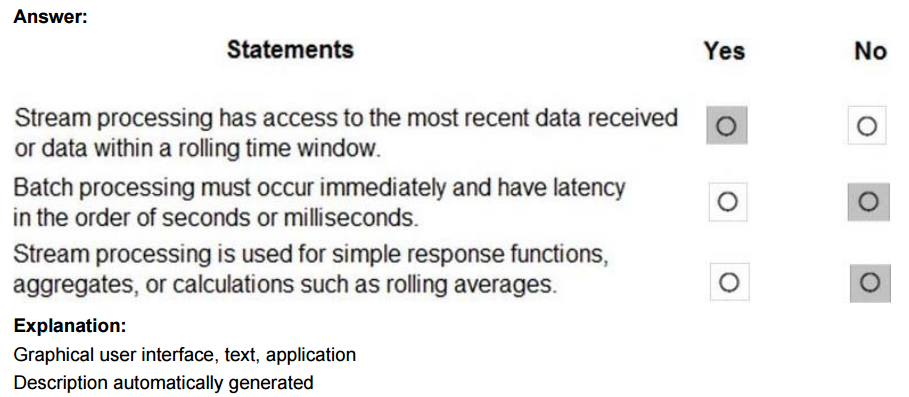 Answer:
Statements Yes No
Stream processing has access to the most recent data received
or data within a rolling time window.
Batch processing must occur immediately and have latency
in the order of seconds or milliseconds.
Stream processing is used for simple response functions,
aggregates, or calculations such as rolling averages.
Explanation:
Graphical user interface, text, application
Description automatically generated